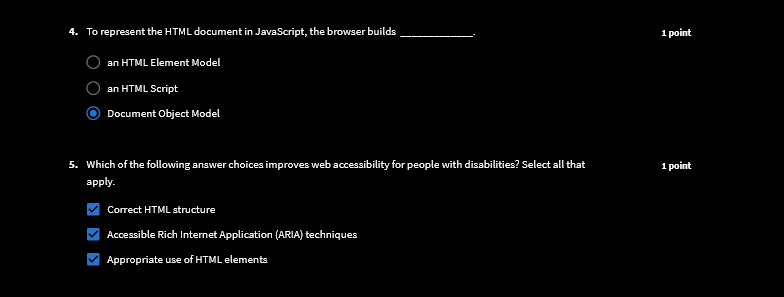 4. To represent the HTML document in JavaScript, the browser builds _____________. 1 point
an HTML Element Model
an HTML Script
Document Object Model
5. Which of the following answer choices improves web accessibility for people with disabilities? Select all that 1 point
apply.
Correct HTML structure
Accessible Rich Internet Application (ARIA) techniques
Appropriate use of HTML elements